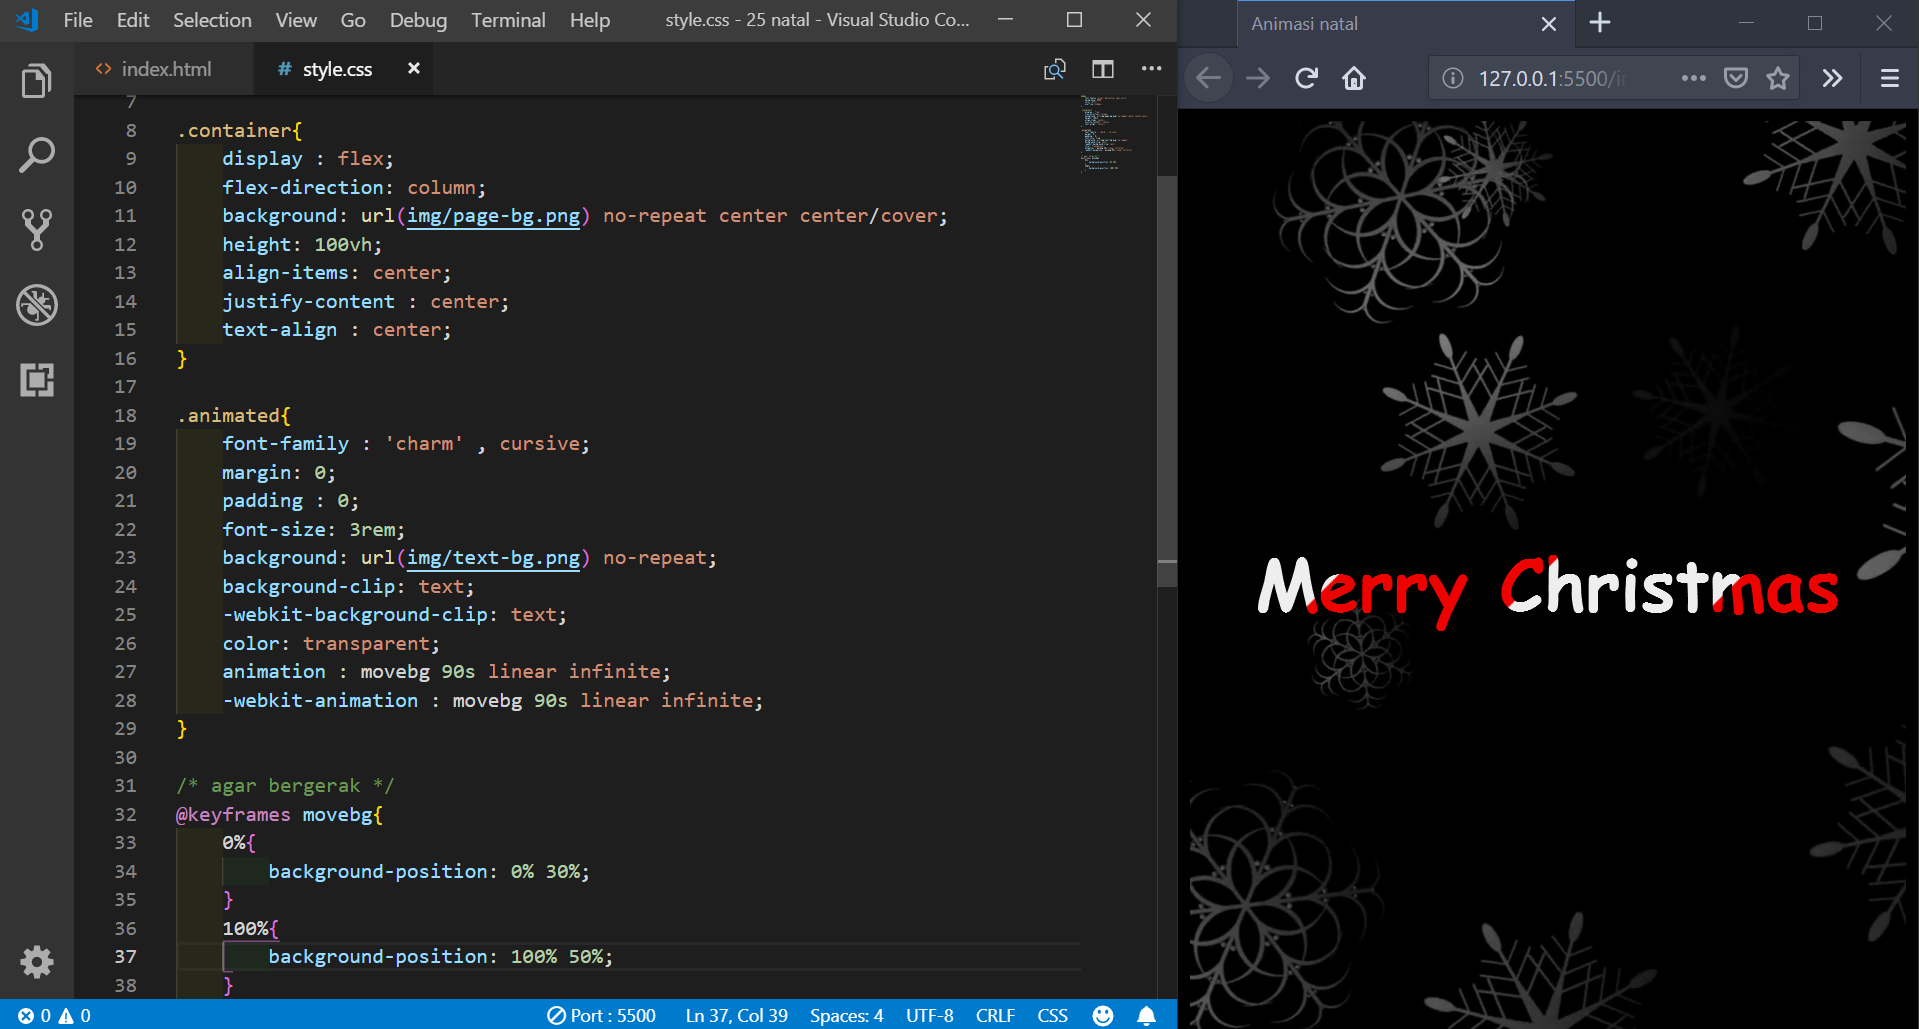 File Edit Selection View Go Debug Terminal Help style.css - 25 natal - Visual Studio Co...
<> index.html # style.css
7
8 .container{
9 display : flex;
10 flex-direction: column;
11 background: url(img/page-bg.png) no-repeat center center/cover;
12 height: 100vh;
13 align-items: center;
14 justify-content : center;
15 text-align : center;
16 }
17
18 .animated{
19 font-family : 'charm' , cursive;
20 margin: 0;
21 padding : 0;
22 font-size: 3rem;
23 background: url(img/text-bg.png) no-repeat;
24 background-clip: text;
25 -webkit-background-clip: text;
26 color: transparent;
27 animation : movebg 90s linear infinite;
28 -webkit-animation : movebg 90s linear infinite;
29 }
30
31 /* agar bergerak */
32 @keyframes movebg{
33 0%{
34 background-position: 0% 30%;
35 }
36 100%{
37 background-position: 100% 50%;
38 }
0 0 Port : 5500 Ln 37, Col 39 Spaces: 4 UTF-8 CRLF CSS
Animasi natal
127.0.0.1:5500/i
Merry Christmas